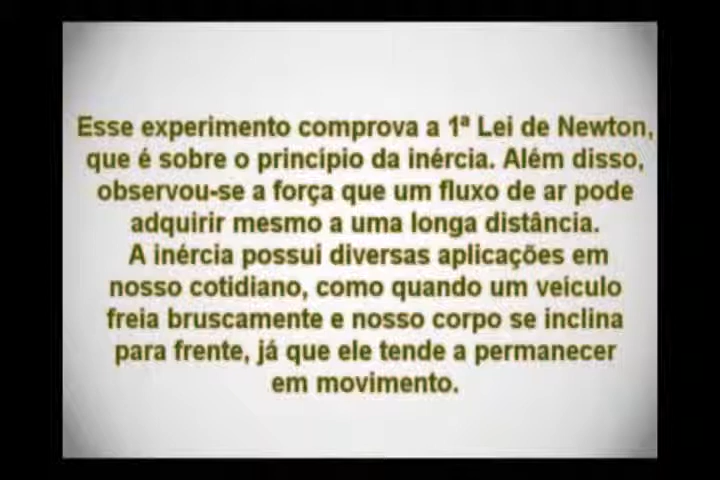 Esse experimento comprova a 1ª Lei de Newton,
que é sobre o princípio da inércia. Além disso,
observou-se a força que um fluxo de ar pode
adquirir mesmo a uma longa distância.
A inércia possui diversas aplicações em
nosso cotidiano, como quando um veículo
freia bruscamente e nosso corpo se inclina
para frente, já que ele tende a permanecer
em movimento.